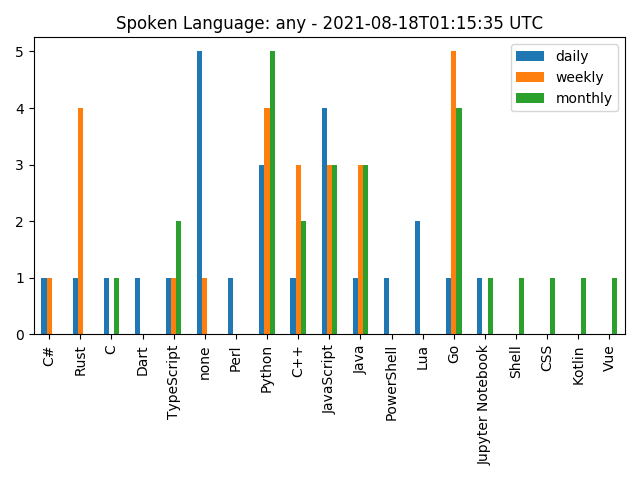 Spoken Language: any - 2021-08-18T01:15:35 UTC
daily
weekly
monthly
5
4
3
2
1
0
C#
Rust
C
Dart
TypeScript
none
Perl
Python
C++
JavaScript
Java
PowerShell
Lua
Go
Jupyter Notebook
Shell
CSS
Kotlin
Vue